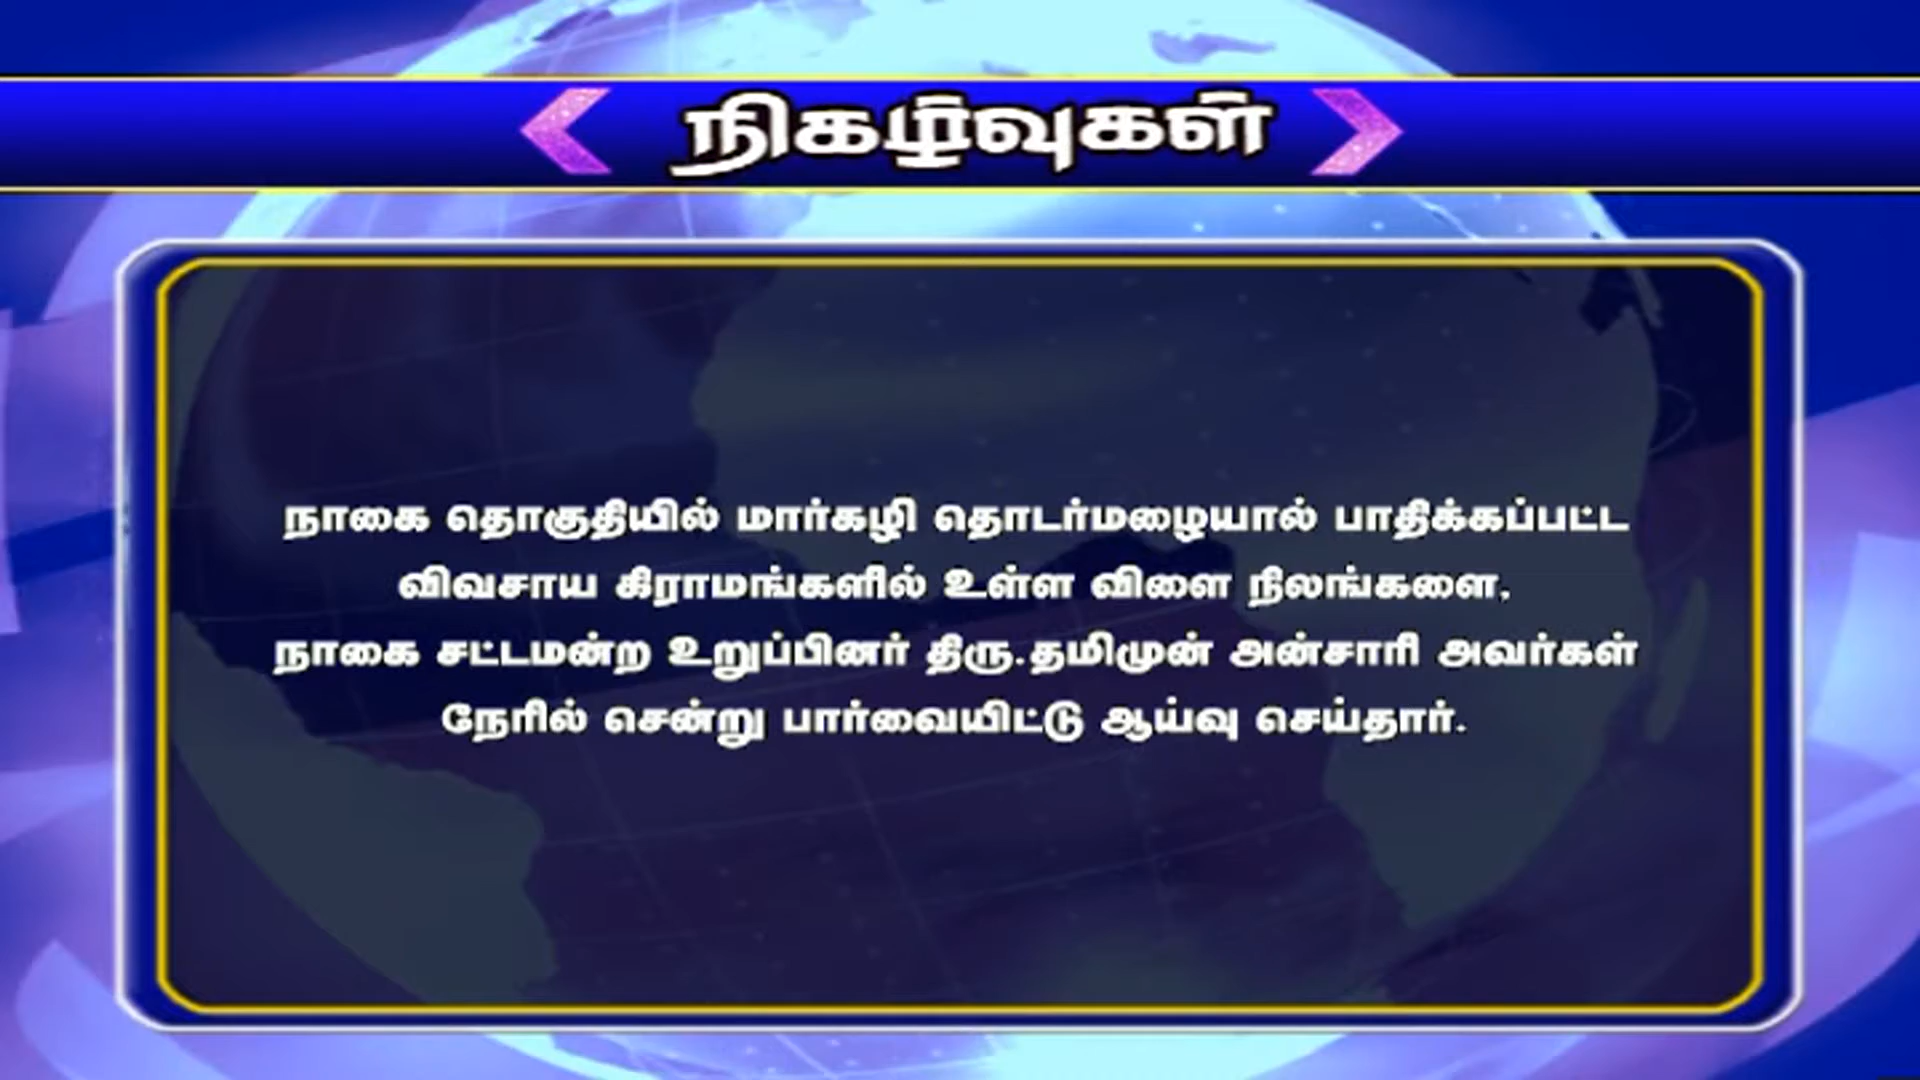 நிகழ்வுகள்
நாகை தொகுதியில் மார்கழி தொடர்மழையால் பாதிக்கப்பட்ட
விவசாய கிராமங்களில் உள்ள விளை நிலங்களை,
நாகை சட்டமன்ற உறுப்பினர் திரு.தமிமுன் அன்சாரி அவர்கள்
நேரில் சென்று பார்வையிட்டு ஆய்வு செய்தார்.